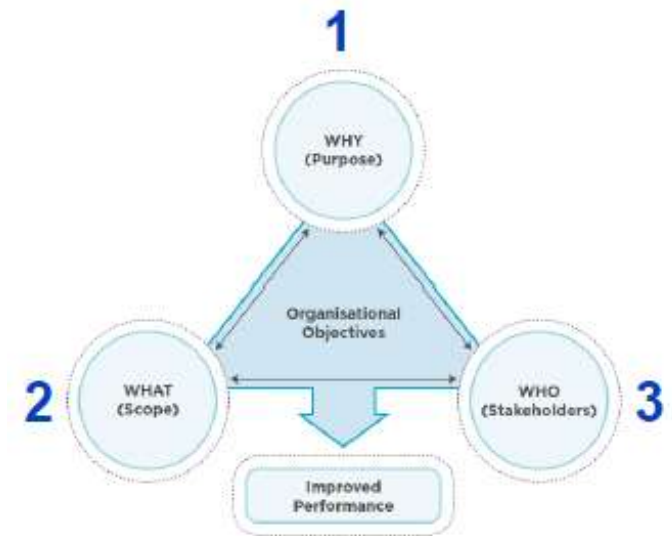 1
WHY
(Purpose)
Organisational
Objectives
2
WHAT
(Scope)
WHO
(Stakeholders)
3
Improved
Performance